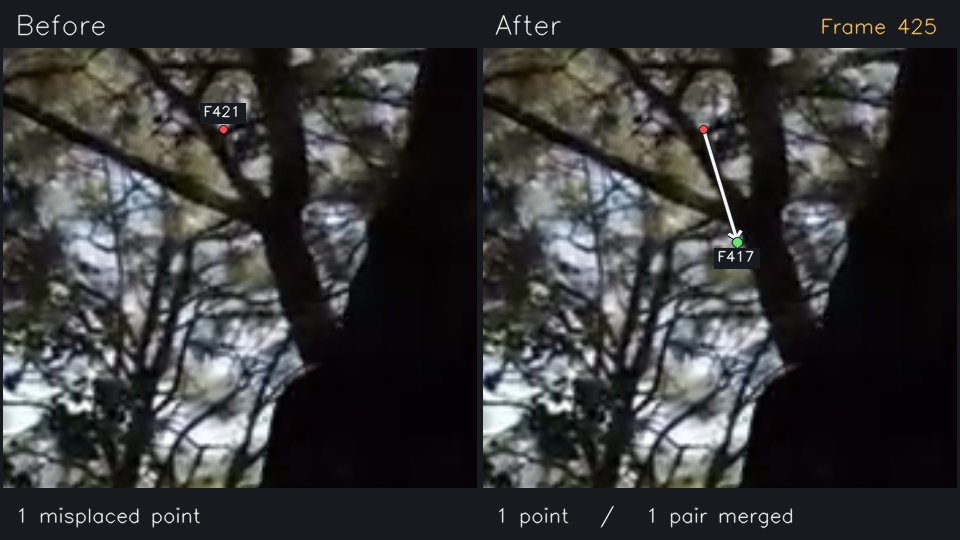 Before
After
Frame 425
F421
F417
1 misplaced point
1 point / 1 pair merged